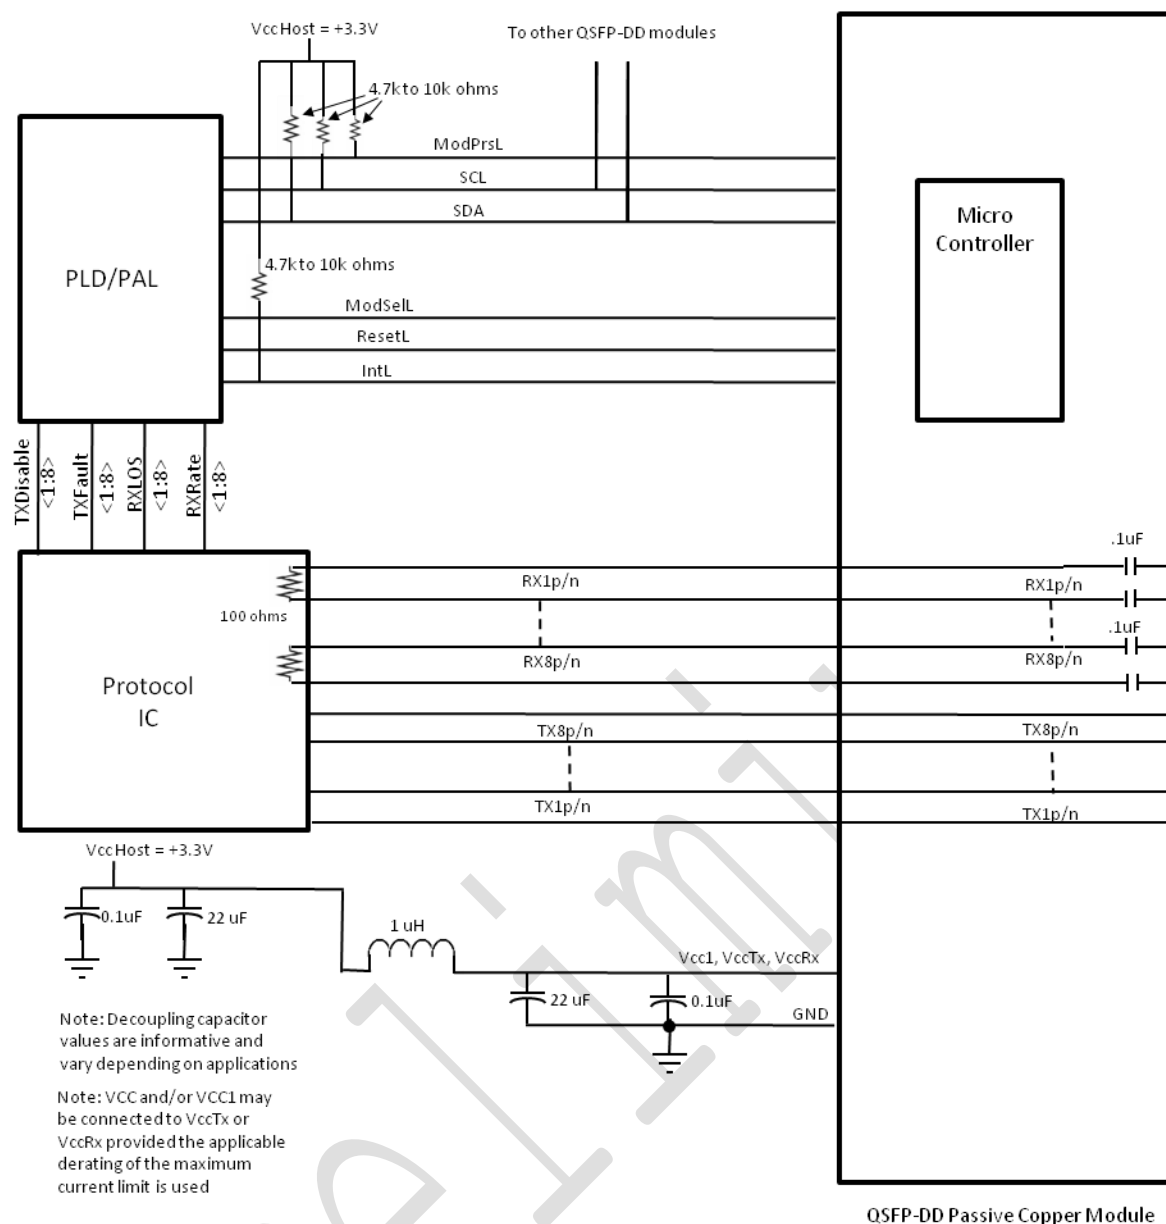 VccHost = +3.3V
To other QSFP-DD modules
4.7k to 10k ohms
ModPrsL
SCL
SDA
Micro
Controller
PLD/PAL
4.7k to 10k ohms
ModSelL
ResetL
IntL
TXDisable
<1:8>
TXFault
<1:8>
RXLOS
<1:8>
RXRate
<1:8>
.1uF
RX1p/n
RX1p/n
100 ohms
.1uF
RX8p/n
RX8p/n
Protocol
IC
TX8p/n
TX8p/n
TX1p/n
TX1p/n
VccHost = +3.3V
0.1uF
22 uF
1 uH
Vcc1, VccTx, VccRx
22 uF
0.1uF
GND
Note: Decoupling capacitor
values are informative and
vary depending on applications
Note: VCC and/or VCC1 may
be connected to VccTx or
VccRx provided the applicable
derating of the maximum
current limit is used
QSFP-DD Passive Copper Module